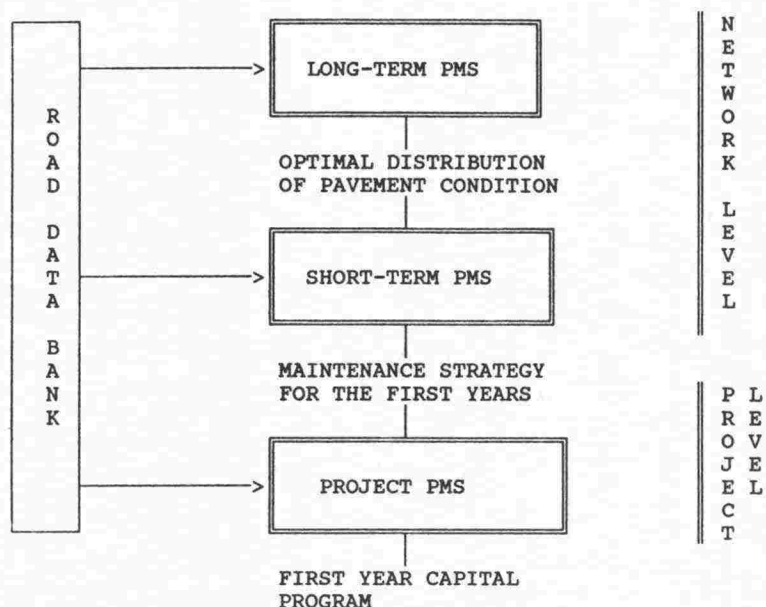 ROAD DATA BANK
LONG-TERM PMS
OPTIMAL DISTRIBUTION
OF PAVEMENT CONDITION
SHORT-TERM PMS
MAINTENANCE STRATEGY
FOR THE FIRST YEARS
PROJECT PMS
FIRST YEAR CAPITAL
PROGRAM
NETWORK LEVEL
PROJECT
LEVEL